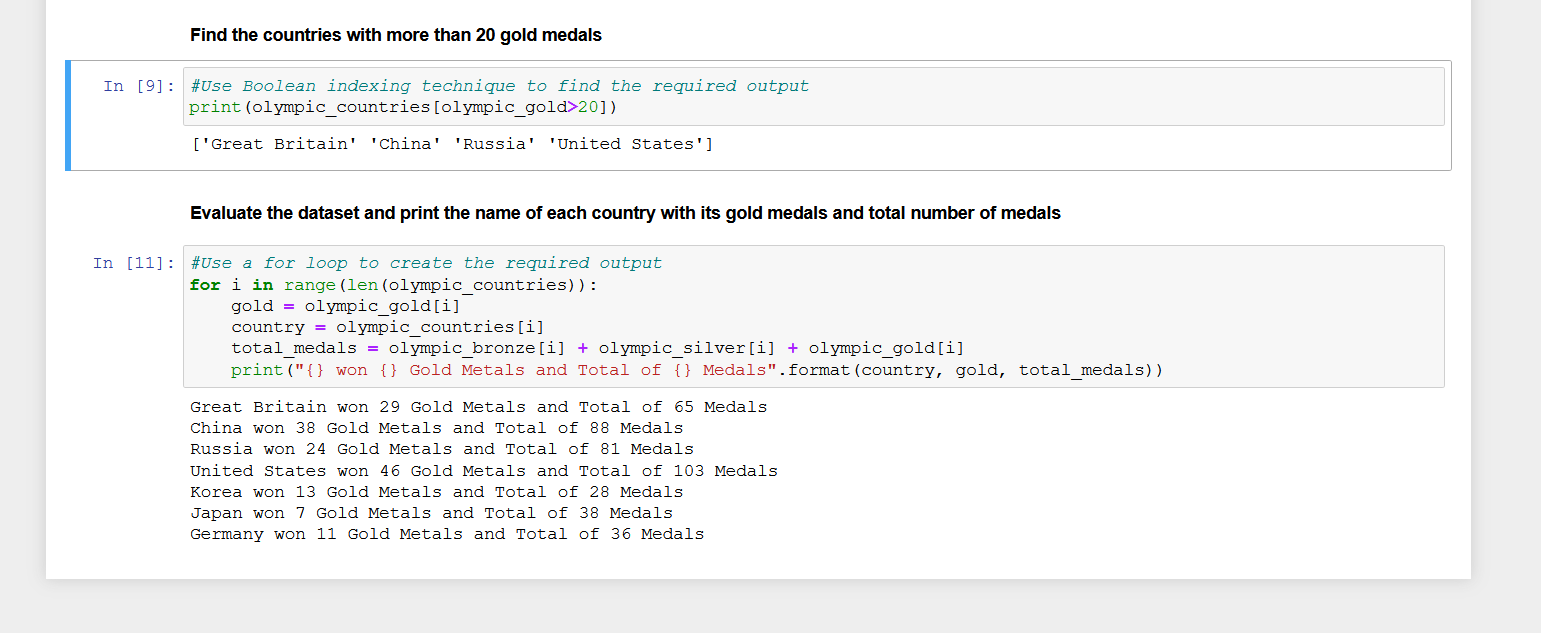 Find the countries with more than 20 gold medals
In [9]: #Use Boolean indexing technique to find the required output
print(olympic_countries[olympic_gold>20])
['Great Britain' 'China' 'Russia' 'United States']
Evaluate the dataset and print the name of each country with its gold medals and total number of medals
In [11]: #Use a for loop to create the required output
for i in range(len(olympic_countries)):
    gold = olympic_gold[i]
    country = olympic_countries[i]
    total_medals = olympic_bronze[i] + olympic_silver[i] + olympic_gold[i]
    print("{} won {} Gold Metals and Total of {} Medals".format(country, gold, total_medals))
Great Britain won 29 Gold Metals and Total of 65 Medals
China won 38 Gold Metals and Total of 88 Medals
Russia won 24 Gold Metals and Total of 81 Medals
United States won 46 Gold Metals and Total of 103 Medals
Korea won 13 Gold Metals and Total of 28 Medals
Japan won 7 Gold Metals and Total of 38 Medals
Germany won 11 Gold Metals and Total of 36 Medals